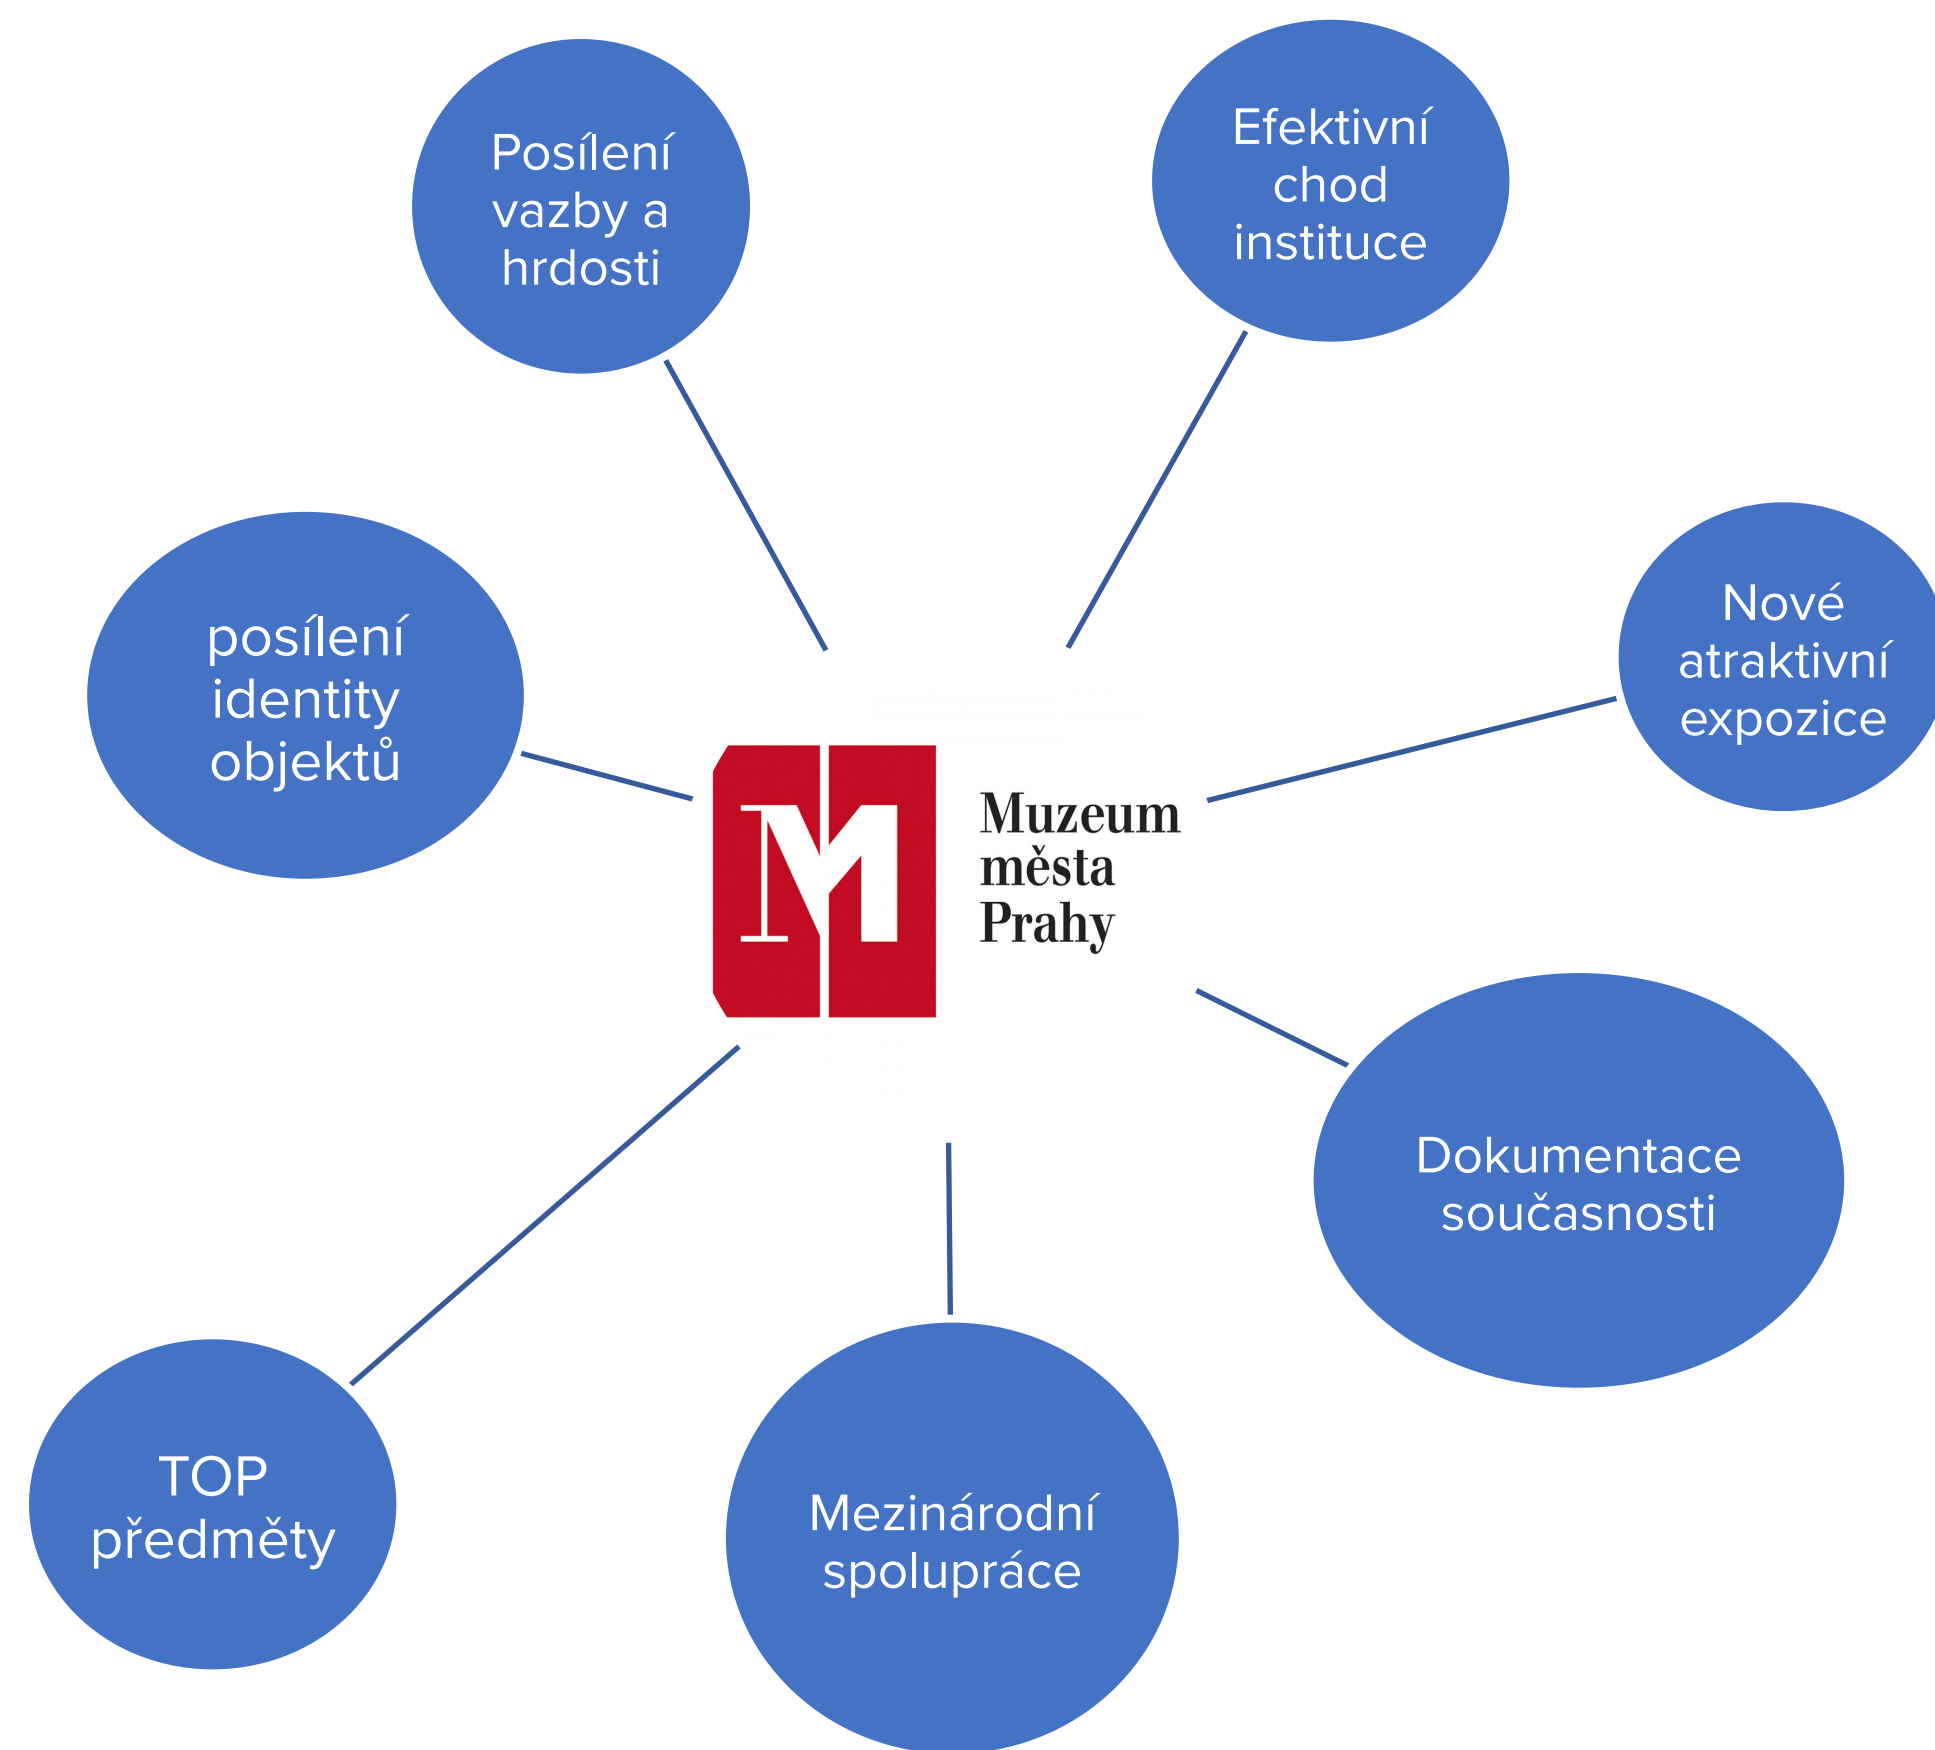 Posílení
vazby a
hrdosti
Efektivní
chod
instituce
posílení
identity
objektů
Nové
atraktivní
expozice
M
Muzeum
města
Prahy
Dokumentace
současnosti
TOP
předměty
Mezinárodní
spolupráce